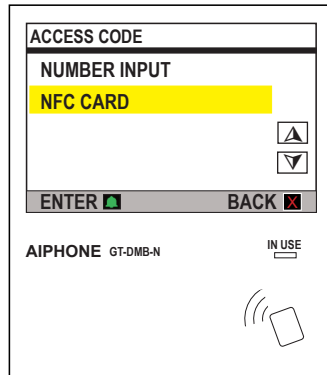 ACCESS CODE
NUMBER INPUT
NFC CARD
ENTER BACK X
AIPHONE GT-DMB-N IN USE